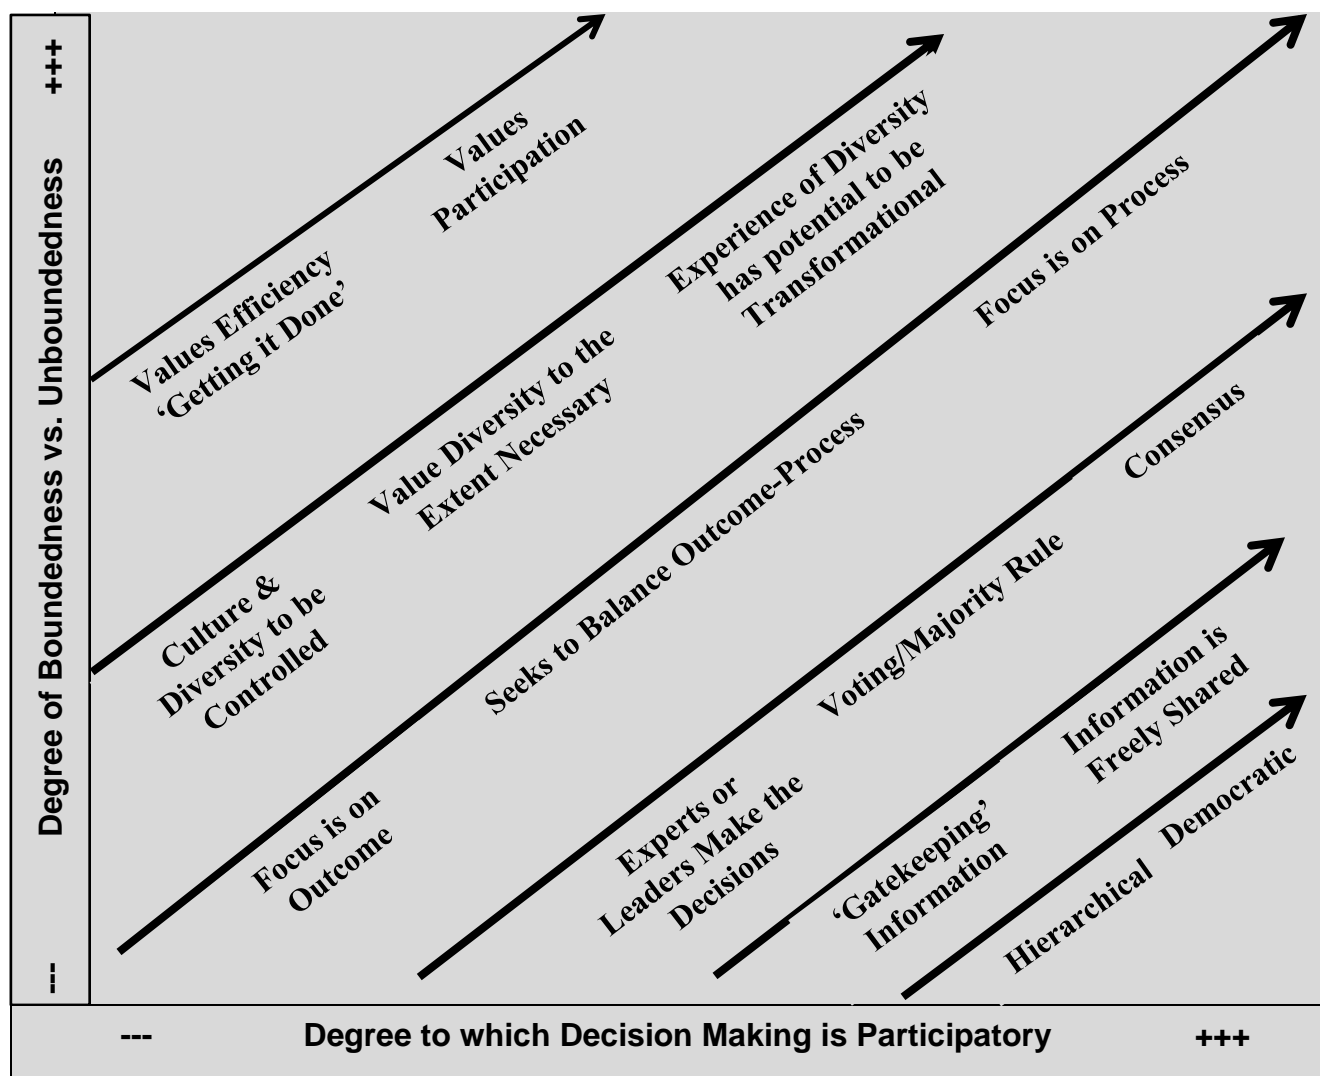 +++
Degree of Boundedness vs. Unboundedness
---
Values
Participation
Values Efficiency
‘Getting it Done’
Experience of Diversity
has potential to be
Transformational
Value Diversity to the
Extent Necessary
Culture &
Diversity to be
Controlled
Focus is on Process
Seeks to Balance Outcome-Process
Focus is on
Outcome
Consensus
Voting/Majority Rule
Experts or
Leaders Make the
Decisions
Information is
Freely Shared
‘Gatekeeping’
Information
Democratic
Hierarchical
--- Degree to which Decision Making is Participatory +++